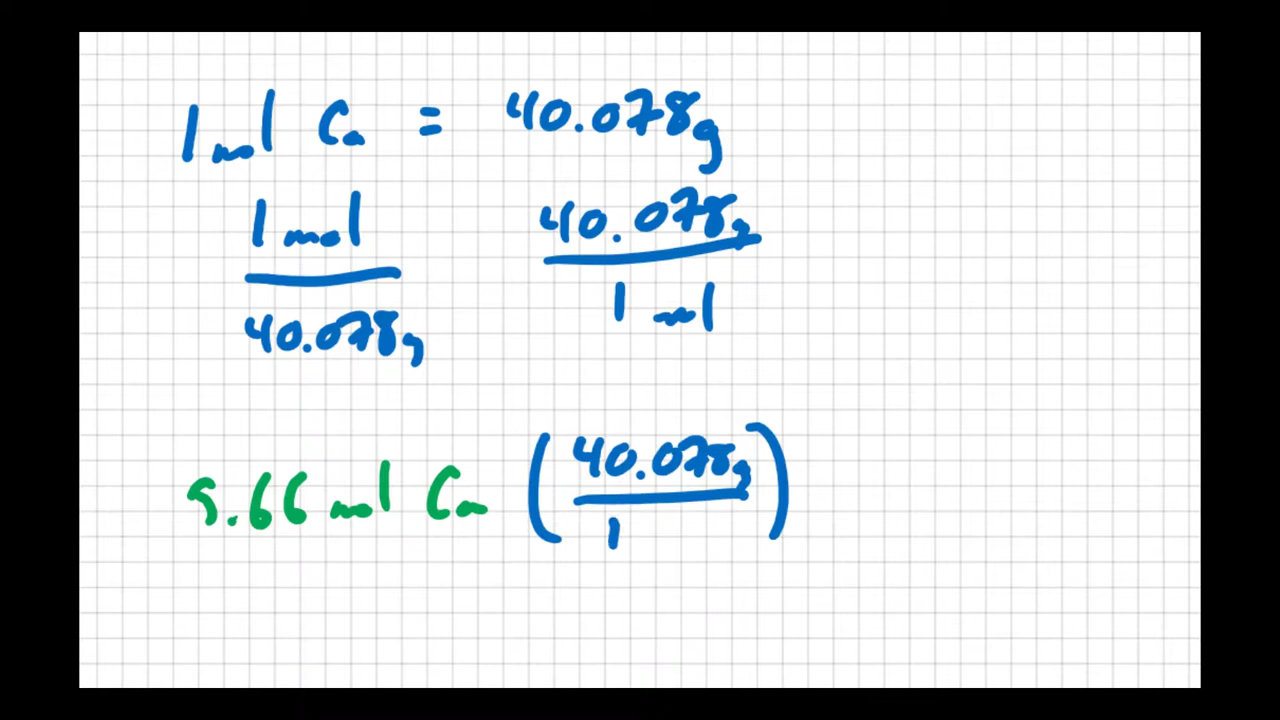 1 mol Ca = 40.078g
1 mol 40.078g
40.078g 1 mol
9.66 mol Ca (40.078g
1)